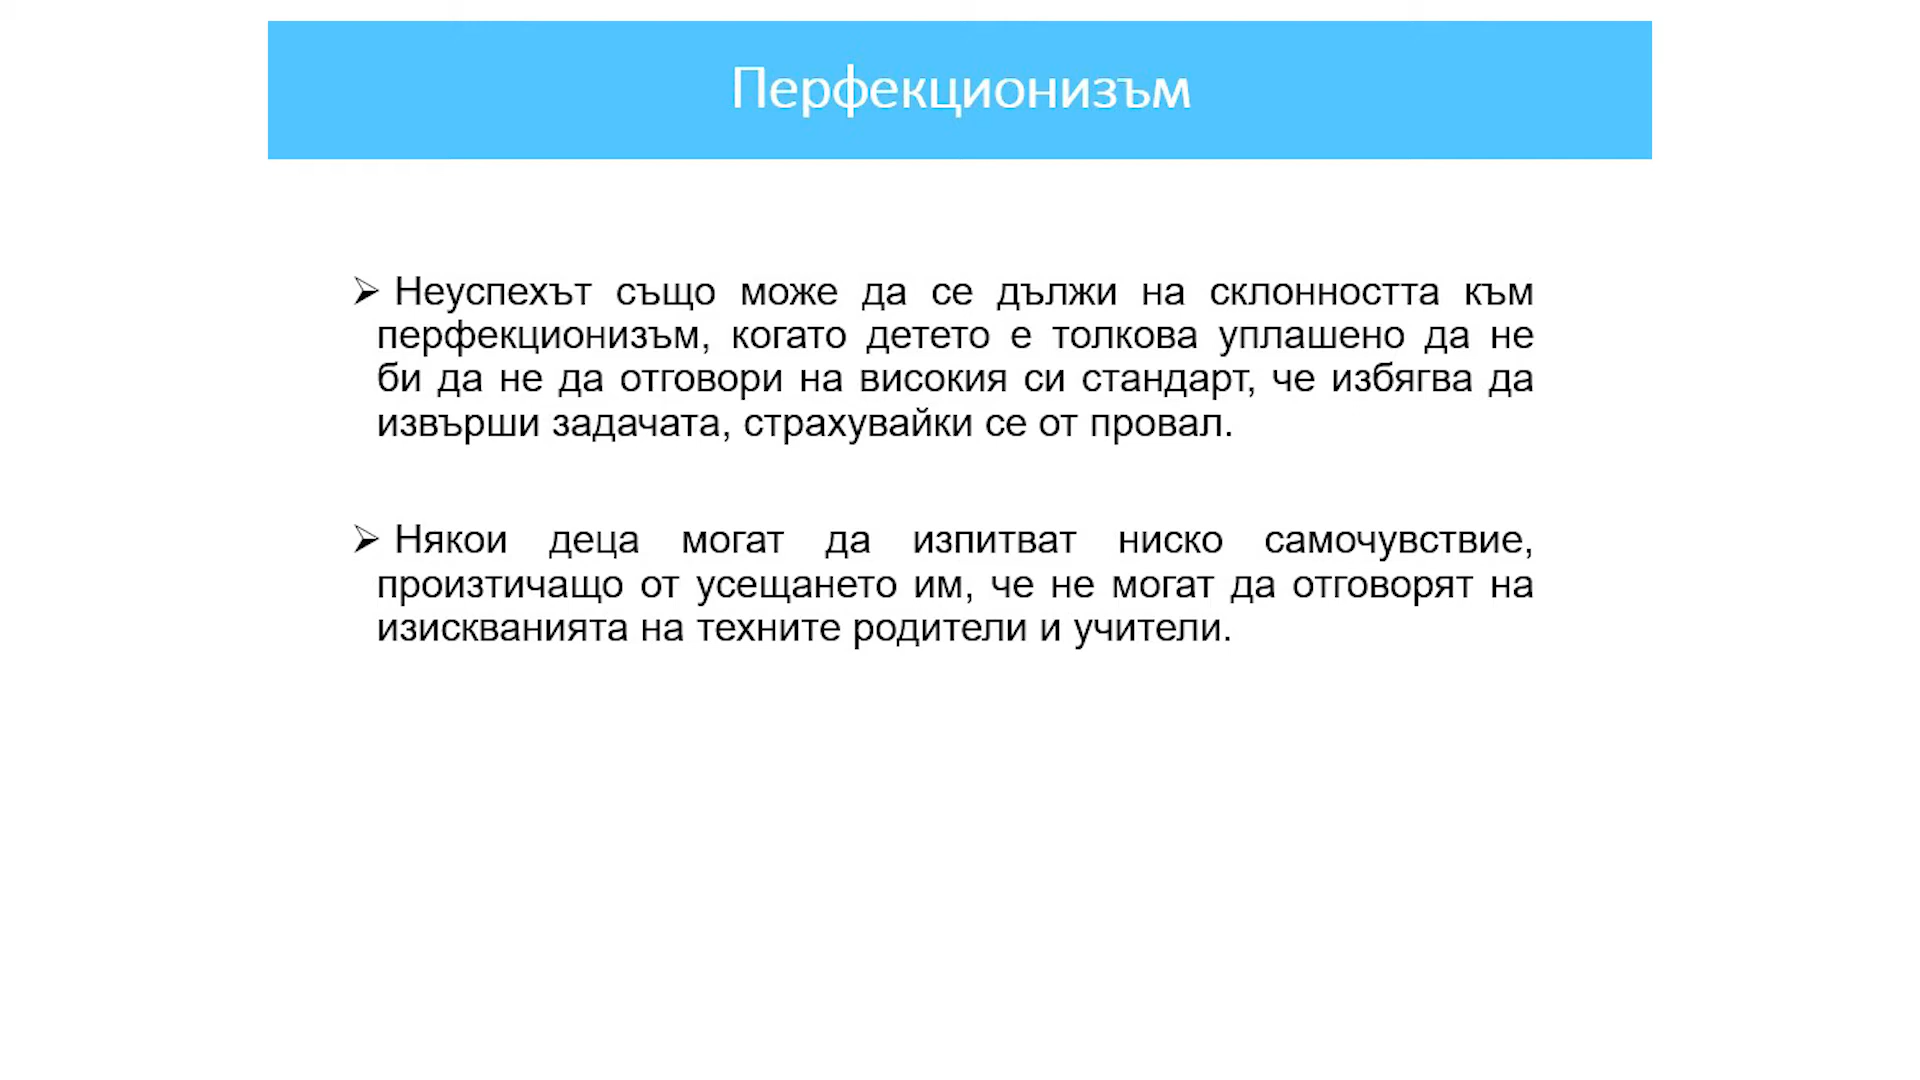 Перфекционизъм
➢ Неуспехът също може да се дължи на склонността към
перфекционизъм, когато детето е толкова уплашено да не
би да не да отговори на високия си стандарт, че избягва да
извърши задачата, страхувайки се от провал.
➢ Някои деца могат да изпитват ниско самочувствие,
произтичащо от усещането им, че не могат да отговорят на
изискванията на техните родители и учители.